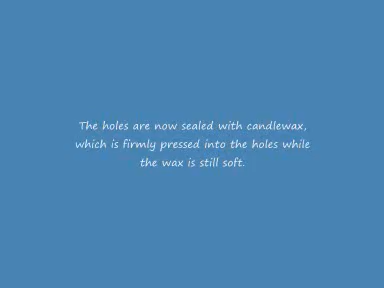 The holes are now sealed with candlewax,
which is firmly pressed into the holes while
the wax is still soft.